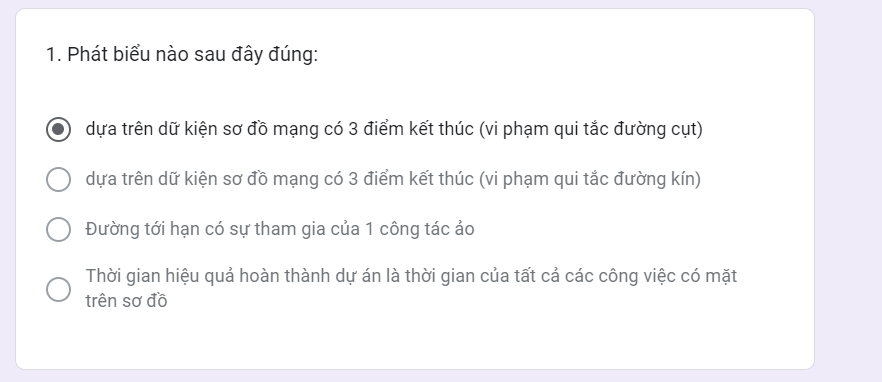 1. Phát biểu nào sau đây đúng:
dựa trên dữ kiện sơ đồ mạng có 3 điểm kết thúc (vi phạm qui tắc đường cụt)
dựa trên dữ kiện sơ đồ mạng có 3 điểm kết thúc (vi phạm qui tắc đường kín)
Đường tới hạn có sự tham gia của 1 công tác ảo
Thời gian hiệu quả hoàn thành dự án là thời gian của tất cả các công việc có mặt
trên sơ đồ